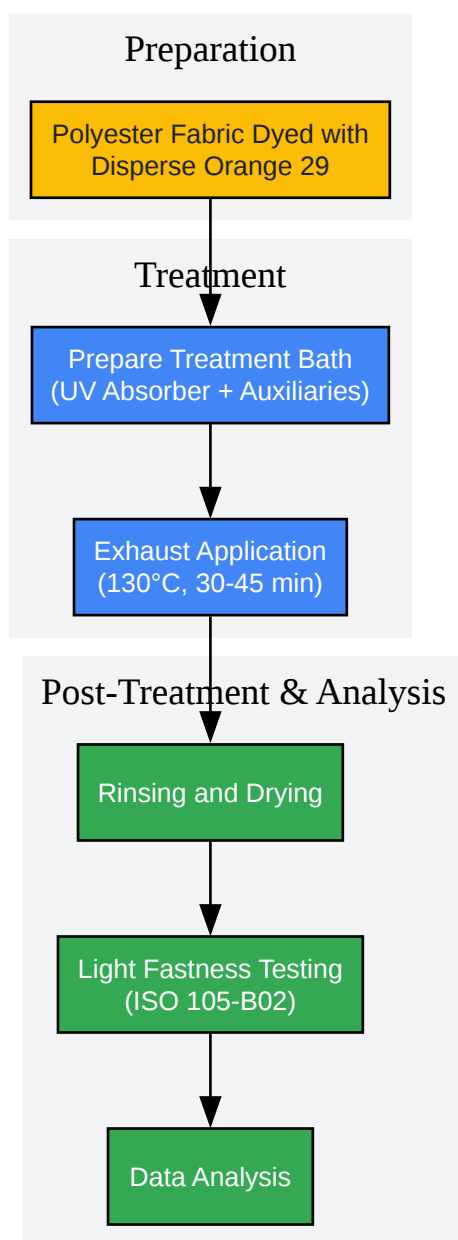 Preparation
Polyester Fabric Dyed with
Disperse Orange 29
Treatment
Prepare Treatment Bath
(UV Absorber + Auxiliaries)
Exhaust Application
(130°C, 30-45 min)
Post-Treatment & Analysis
Rinsing and Drying
Light Fastness Testing
(ISO 105-B02)
Data Analysis